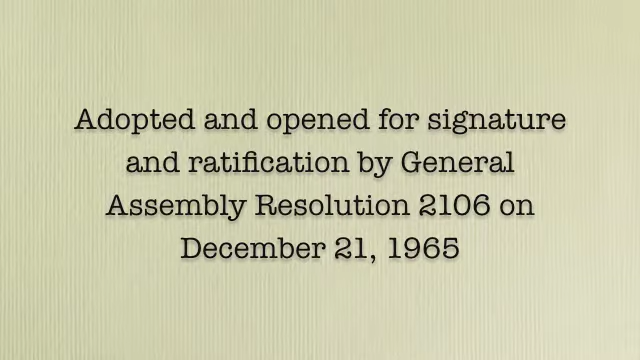 Adopted and opened for signature
and ratification by General
Assembly Resolution 2106 on
December 21, 1965